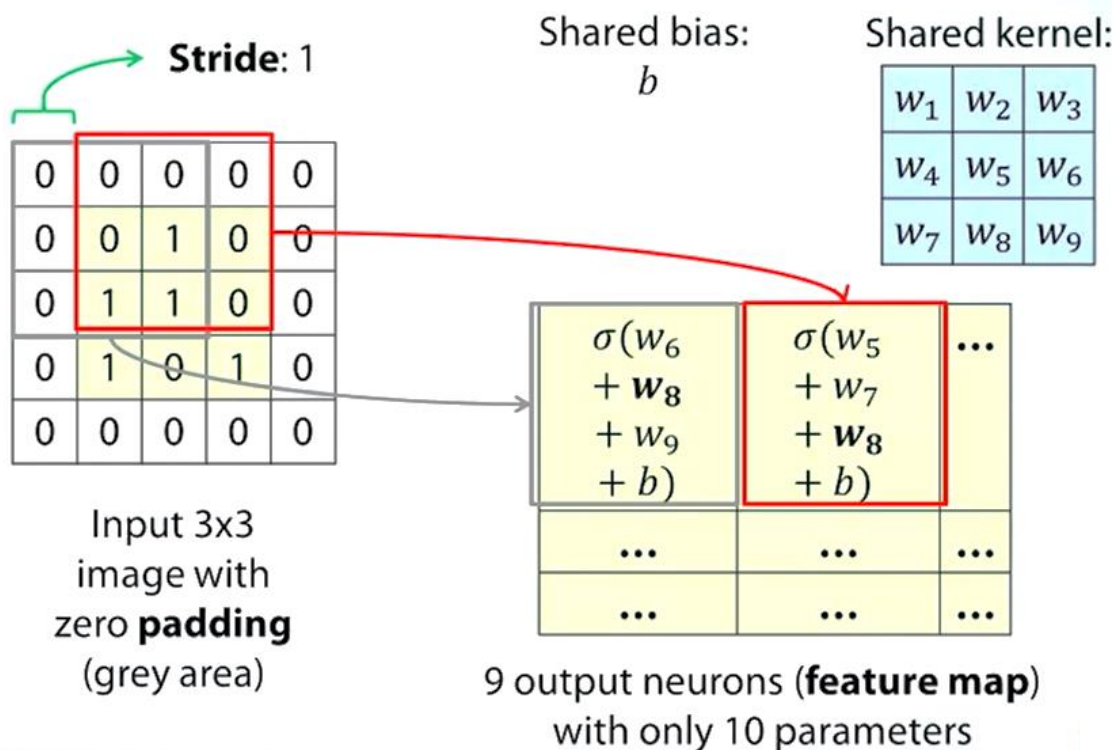 Stride: 1
Shared bias:
b
Shared kernel:
w₁ w₂ w₃
w₄ w₅ w₆
w₇ w₈ w₉
0 0 0 0 0
0 0 1 0 0
0 1 1 0 0
0 1 0 1 0
0 0 0 0 0
σ(w₆
+ w₈
+ w₉
+ b)
σ(w₅
+ w₇
+ w₈
+ b)
...
... ... ...
... ... ...
Input 3x3
image with
zero padding
(grey area)
9 output neurons (feature map)
with only 10 parameters